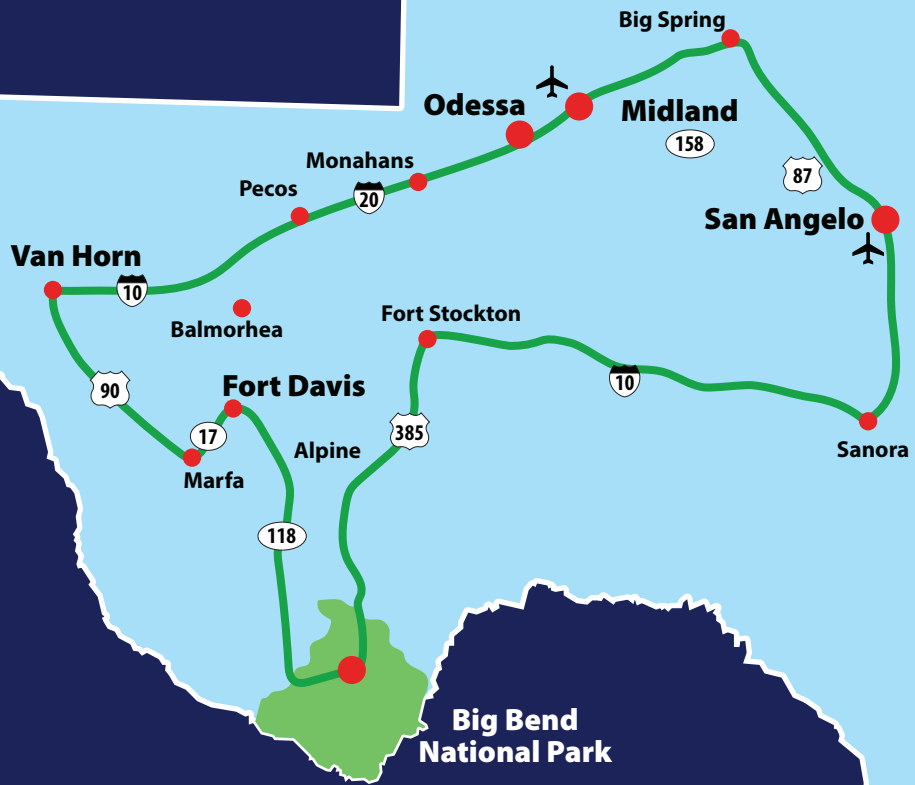 Big Spring
Odessa
Midland
158
Monahans
87
Pecos
20
San Angelo
Van Horn
10
Balmorhea
Fort Stockton
10
90
Fort Davis
17
385
Alpine
Sanora
Marfa
118
Big Bend
National Park